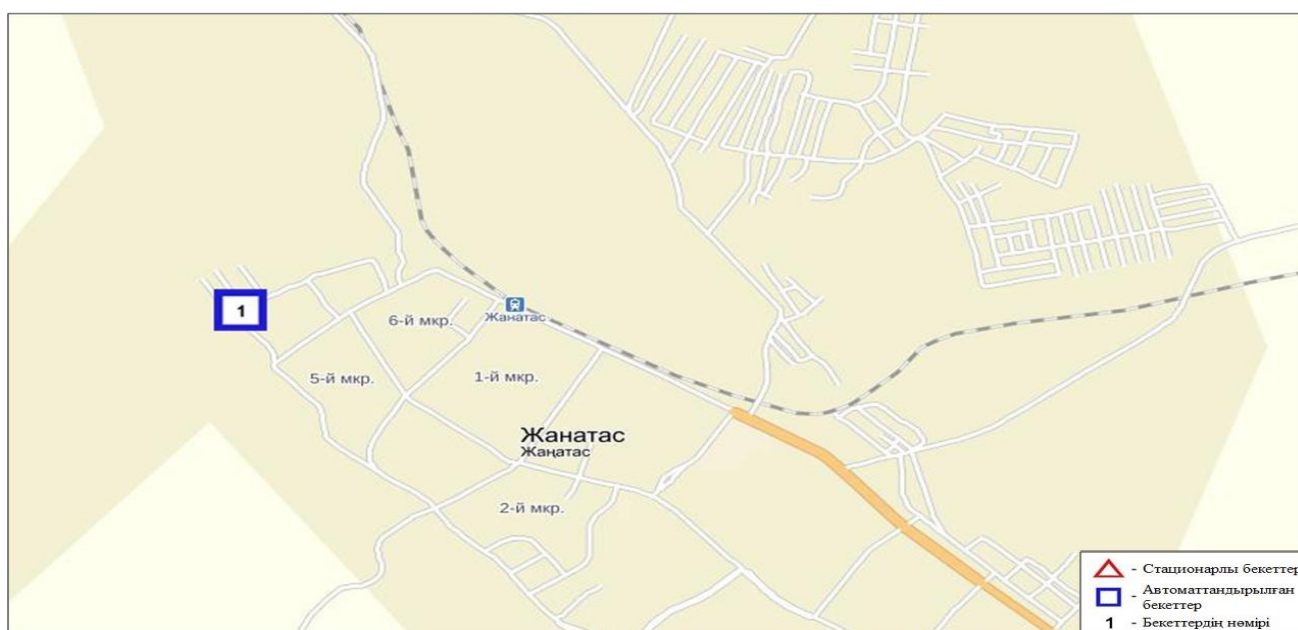 1
6-й мкр.
Жанатас
5-й мкр.
1-й мкр.
Жанатас
Жаңатас
2-й мкр.
- Стационарлы бекеттер
- Автоматтандырылған
бекеттер
1 - Бекеттердің нөмірі